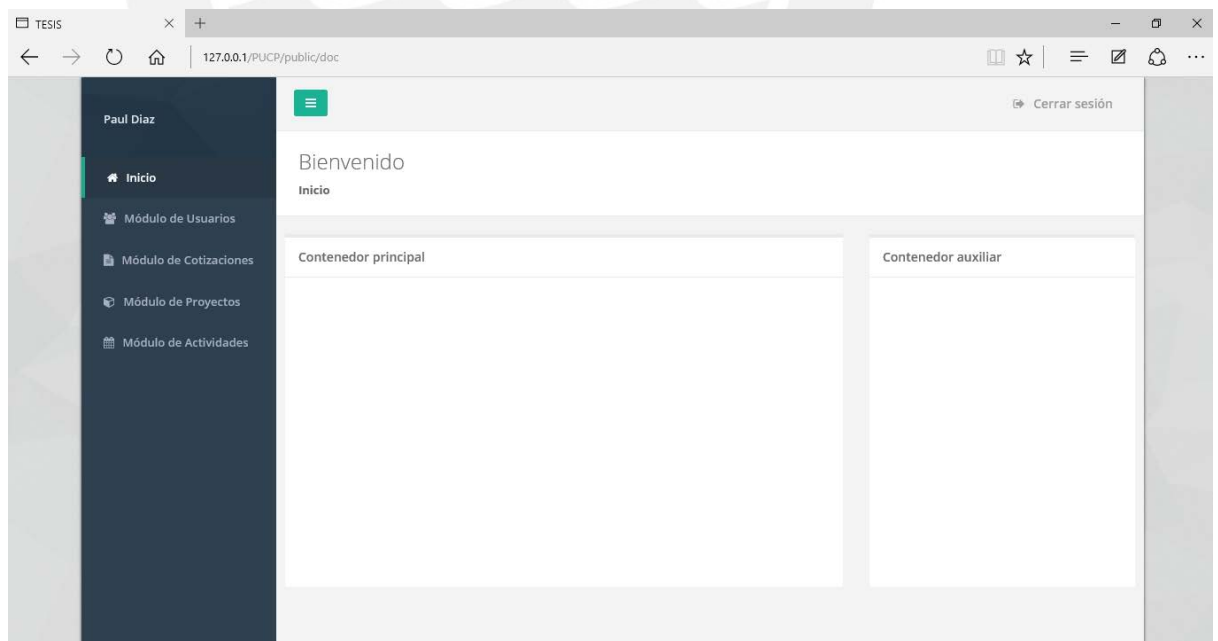 TESIS
127.0.0.1/PUCP/public/doc
Paul Diaz
Cerrar sesión
Inicio
Módulo de Usuarios
Módulo de Cotizaciones
Módulo de Proyectos
Módulo de Actividades
Bienvenido
Inicio
Contenedor principal
Contenedor auxiliar